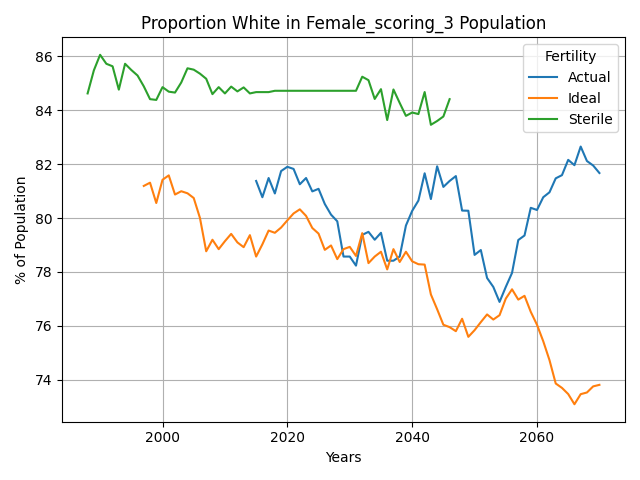 Proportion White in Female_scoring_3 Population
Fertility
Actual
Ideal
Sterile
% of Population
86
84
82
80
78
76
74
2000
2020
2040
2060
Years